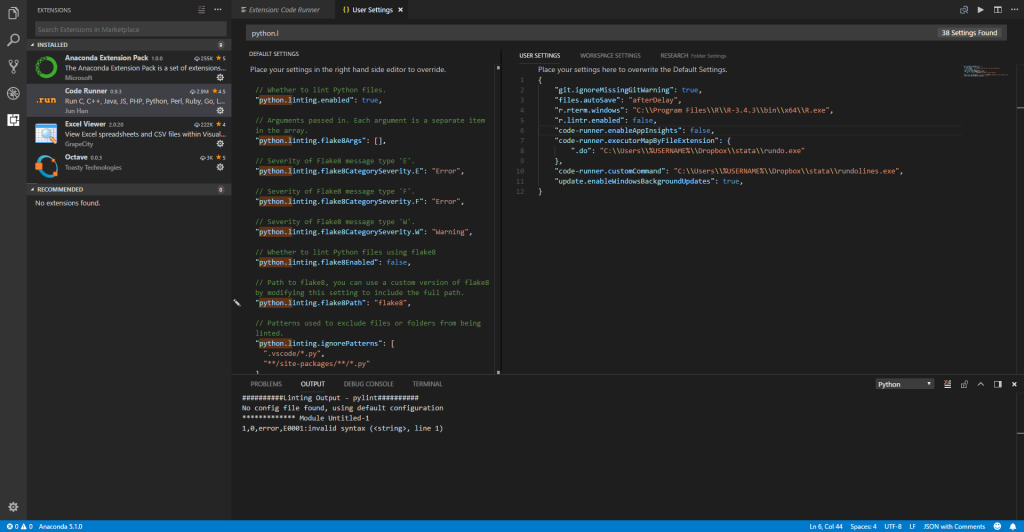 EXTENSIONS
Search Extensions in Marketplace
INSTALLED 8
Anaconda Extension Pack 1.0.0 255K 5
The Anaconda Extension Pack is a set of extensions...
Microsoft
Code Runner 0.9.3 2.9M 4.5
Run C, C++, Java, JS, PHP, Python, Perl, Ruby, Go, L...
Jun Han
Excel Viewer 2.0.20 222K 4
View Excel spreadsheets and CSV files within Visual...
GrapeCity
Octave 0.0.3 3K 5
Toasty Technologies
RECOMMENDED 0
No extensions found.
Extension: Code Runner
{ } User Settings
python.l
38 Settings Found
DEFAULT SETTINGS
Place your settings in the right hand side editor to override.
// Whether to lint Python files.
"python.linting.enabled": true,
// Arguments passed in. Each argument is a separate item
in the array.
"python.linting.flake8Args": [],
// Severity of Flake8 message type 'E'.
"python.linting.flake8CategorySeverity.E": "Error",
// Severity of Flake8 message type 'F'.
"python.linting.flake8CategorySeverity.F": "Error",
// Severity of Flake8 message type 'W'.
"python.linting.flake8CategorySeverity.W": "Warning",
// Whether to lint Python files using flake8
"python.linting.flake8Enabled": false,
// Path to flake8, you can use a custom version of flake8
by modifying this setting to include the full path.
"python.linting.flake8Path": "flake8",
// Patterns used to exclude files or folders from being
linted.
"python.linting.ignorePatterns": [
".vscode/*.py",
"**/site-packages/**/*.py"
USER SETTINGS WORKSPACE SETTINGS RESEARCH Folder Settings
Place your settings here to overwrite the Default Settings.
1 {
2 "git.ignoreMissingGitWarning": true,
3 "files.autoSave": "afterDelay",
4 "r.rterm.windows": "C:\\Program Files\\R\\R-3.4.3\\bin\\x64\\R.exe",
5 "r.lintr.enabled": false,
6 "code-runner.enableAppInsights": false,
7 "code-runner.executorMapByFileExtension": {
8 ".do": "C:\\Users\\%USERNAME%\\Dropbox\\stata\\rundo.exe"
9 },
10 "code-runner.customCommand": "C:\\Users\\%USERNAME%\\Dropbox\\stata\\rundolines.exe",
11 "update.enableWindowsBackgroundUpdates": true,
12 }
PROBLEMS OUTPUT DEBUG CONSOLE TERMINAL
Python
##########Linting Output - pylint##########
No config file found, using default configuration
************* Module Untitled-1
1,0,error,E0001:invalid syntax (<string>, line 1)
0 0 Anaconda 5.1.0
Ln 6, Col 44 Spaces: 4 UTF-8 LF JSON with Comments